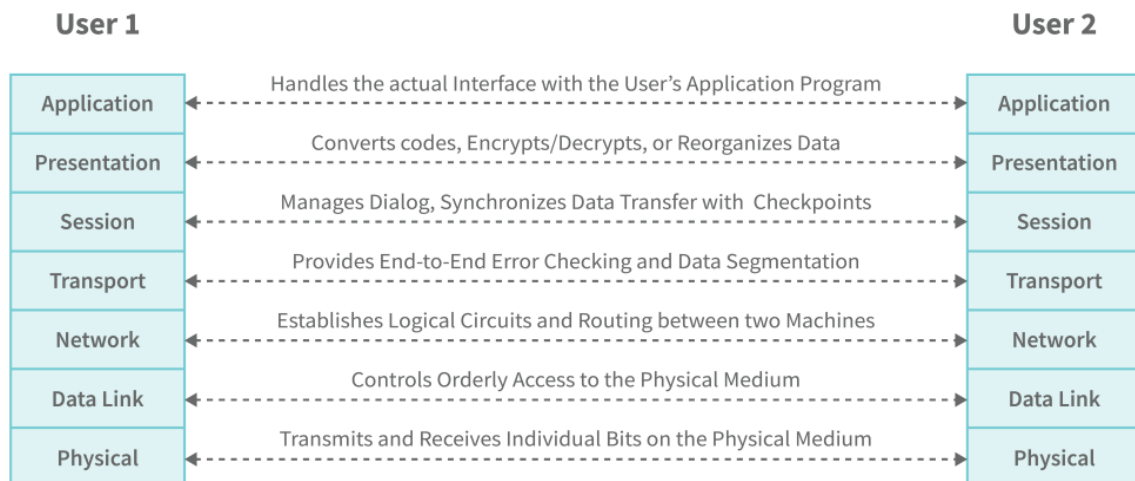 User 1
User 2
Application
Handles the actual Interface with the User's Application Program
Application
Presentation
Converts codes, Encrypts/Decrypts, or Reorganizes Data
Presentation
Session
Manages Dialog, Synchronizes Data Transfer with  Checkpoints
Session
Transport
Provides End-to-End Error Checking and Data Segmentation
Transport
Network
Establishes Logical Circuits and Routing between two Machines
Network
Data Link
Controls Orderly Access to the Physical Medium
Data Link
Physical
Transmits and Receives Individual Bits on the Physical Medium
Physical